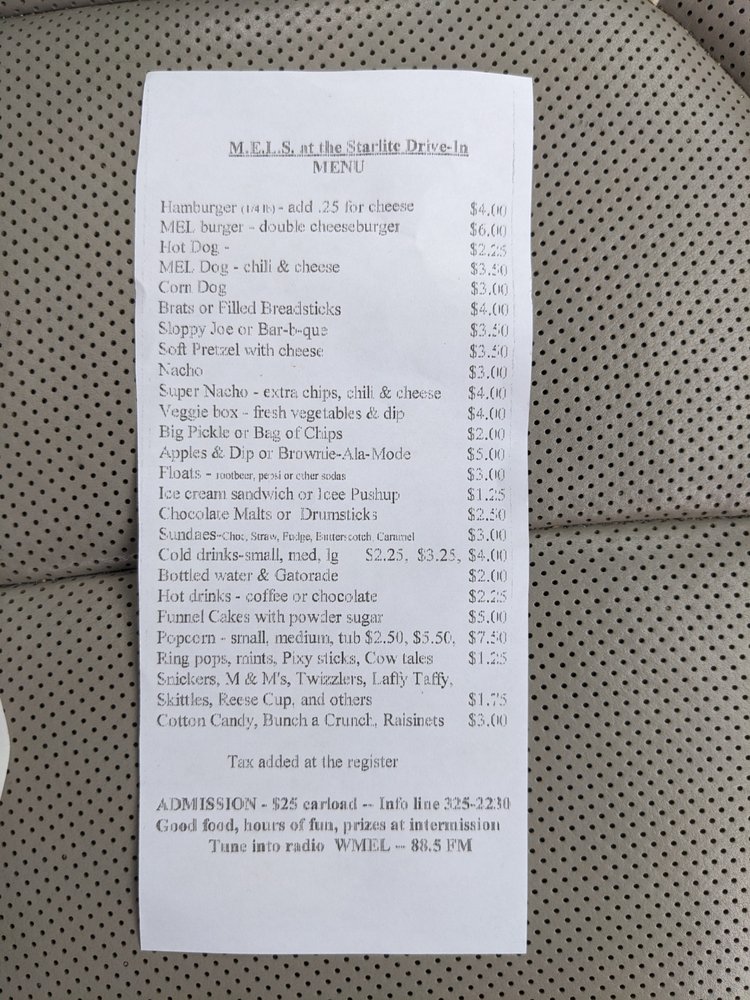 M.E.L.S. at the Starlite Drive-In
MENU
Hamburger (1/4 lb) - add .25 for cheese $4.00
MEL burger - double cheeseburger $6.00
Hot Dog - $2.25
MEL Dog - chili & cheese $3.50
Corn Dog $3.00
Brats or Filled Breadsticks $4.00
Sloppy Joe or Bar-b-que $3.50
Soft Pretzel with cheese $3.50
Nacho $3.00
Super Nacho - extra chips, chili & cheese $4.00
Veggie box - fresh vegetables & dip $4.00
Big Pickle or Bag of Chips $2.00
Apples & Dip or Brownie-Ala-Mode $5.00
Floats - rootbeer, pepsi or other sodas $3.00
Ice cream sandwich or Icee Pushup $1.25
Chocolate Malts or Drumsticks $2.50
Sundaes-Choc, Straw, Fudge, Butterscotch, Caramel $3.00
Cold drinks-small, med, lg $2.25, $3.25, $4.00
Bottled water & Gatorade $2.00
Hot drinks - coffee or chocolate $2.25
Funnel Cakes with powder sugar $5.00
Popcorn - small, medium, tub $2.50, $5.50, $7.50
Ring pops, mints, Pixy sticks, Cow tales $1.25
Snickers, M & M's, Twizzlers, Laffy Taffy,
Skittles, Reese Cup, and others $1.75
Cotton Candy, Bunch a Crunch, Raisinets $3.00
Tax added at the register
ADMISSION - $25 carload -- Info line 325-2230
Good food, hours of fun, prizes at intermission
Tune into radio WMEL -- 88.5 FM